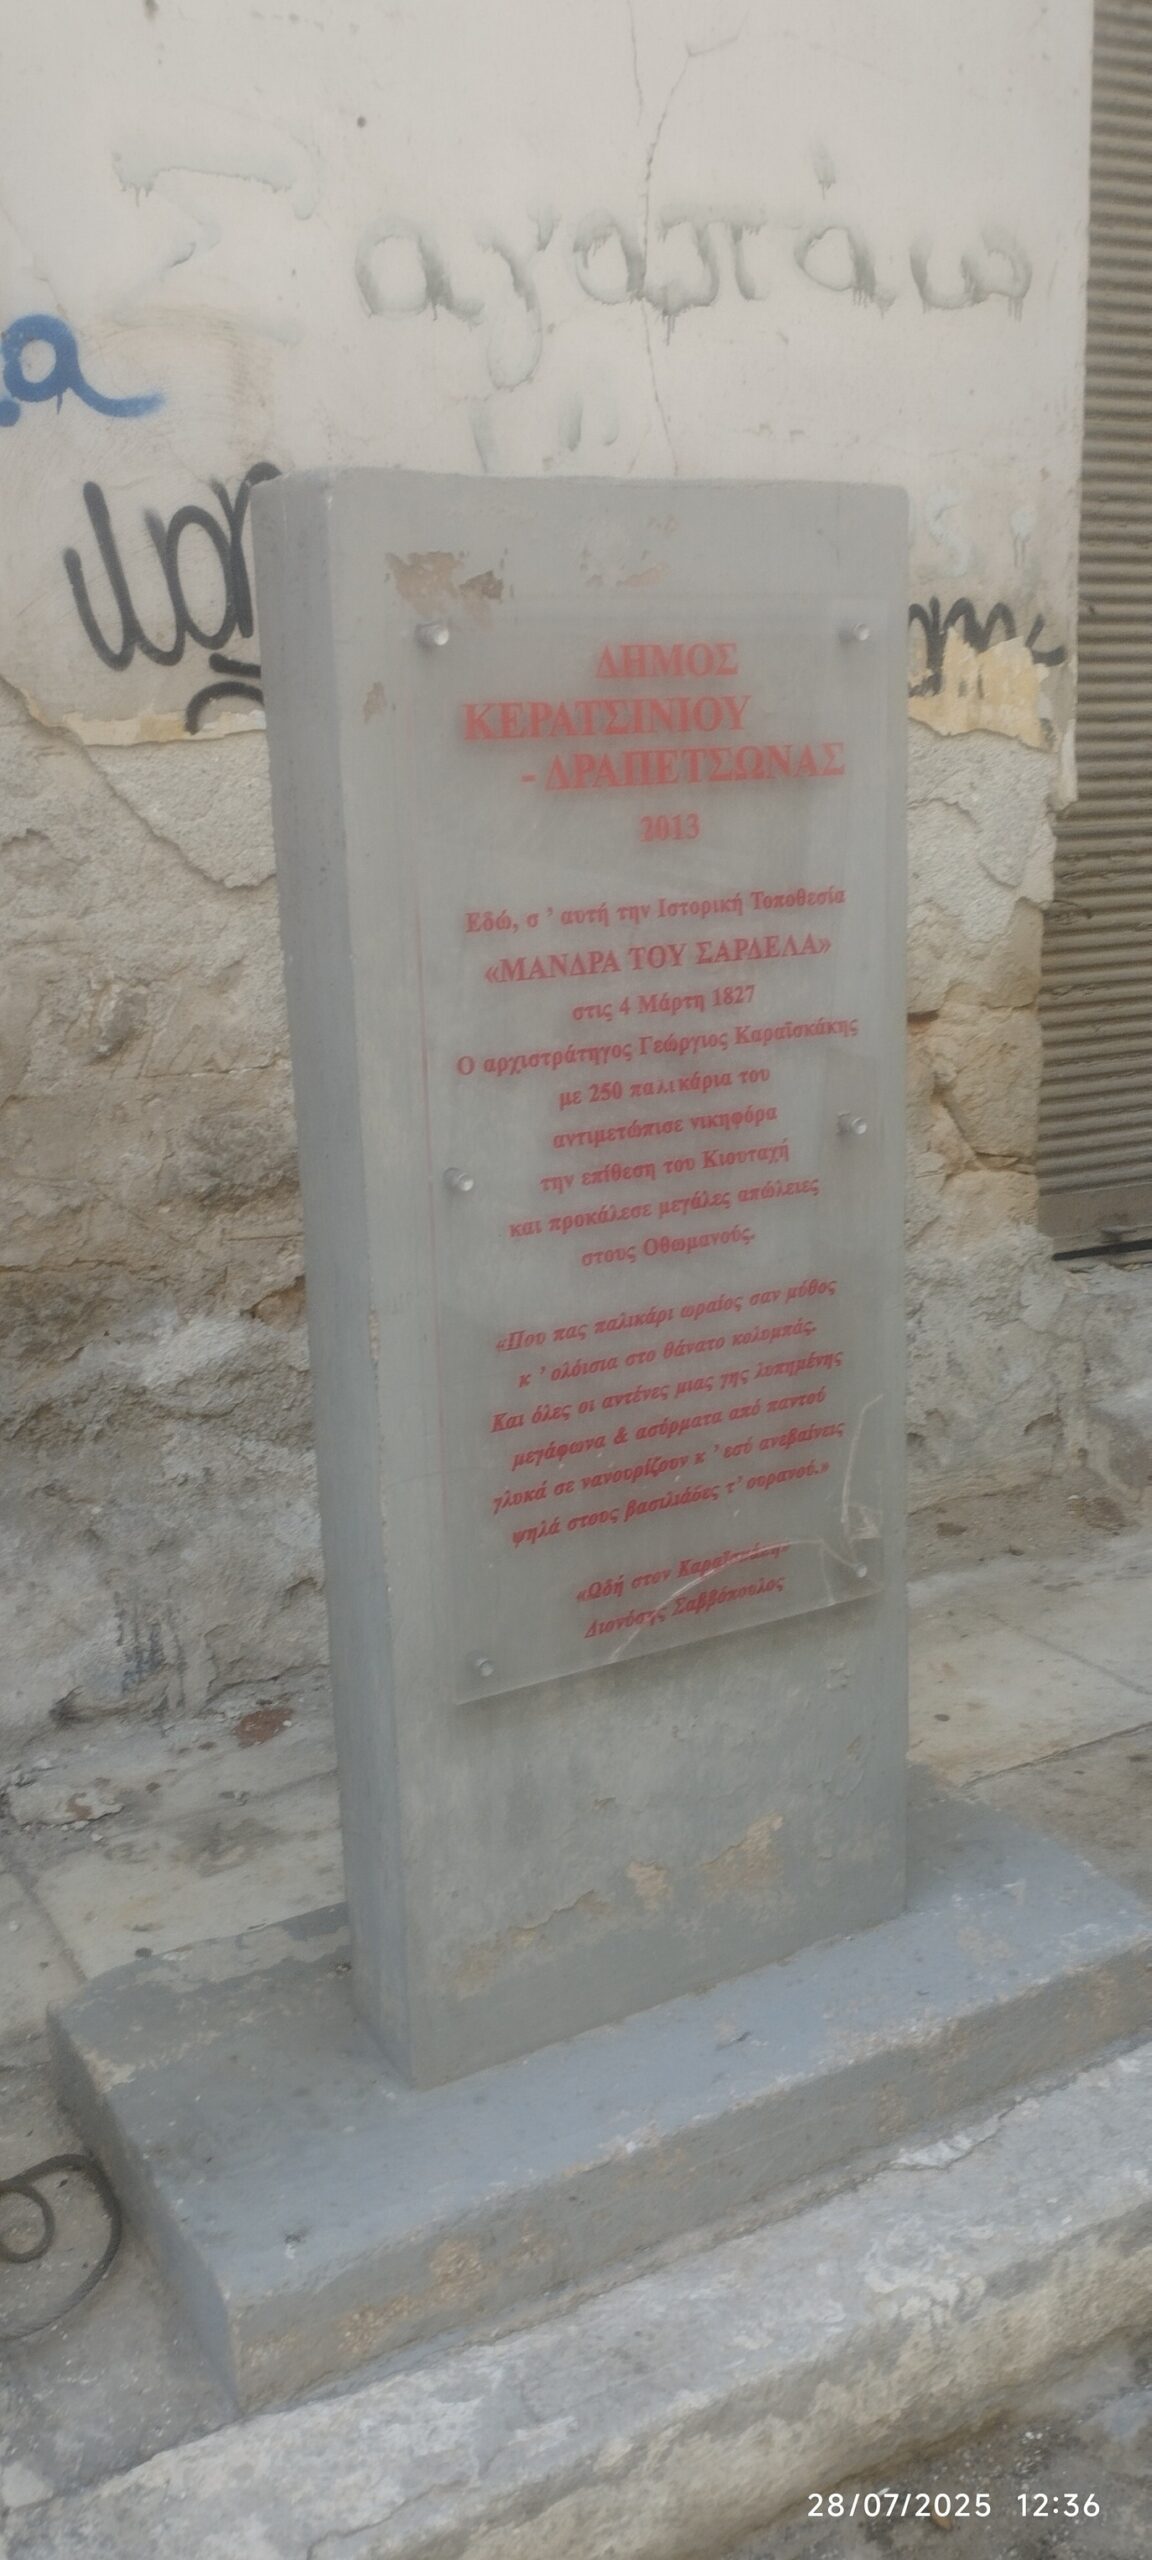 Σ'αγαπάω
α
ΔΗΜΟΣ
ΚΕΡΑΤΣΙΝΙΟΥ
- ΔΡΑΠΕΤΣΩΝΑΣ
2013
Εδώ, σ ’ αυτή την Ιστορική Τοποθεσία
«ΜΑΝΔΡΑ ΤΟΥ ΣΑΡΔΕΛΑ»
στις 4 Μάρτη 1827
Ο αρχιστράτηγος Γεώργιος Καραϊσκάκης
με 250 παλικάρια του
αντιμετώπισε νικηφόρα
την επίθεση του Κιουταχή
και προκάλεσε μεγάλες απώλειες
στους Οθωμανούς.
«Που πας παλικάρι ωραίος σαν μύθος
κ ’ ολόισια στο θάνατο κολυμπάς.
Και όλες οι αντένες μιας γης λυπημένης
μεγάφωνα & ασύρματα από παντού
γλυκά σε νανουρίζουν κ ’ εσύ ανεβαίνεις
ψηλά στους βασιλιάδες τ’ ουρανού.»
«Ωδή στον Καραϊσκάκη»
Διονύσης Σαββόπουλος
28/07/2025 12:36